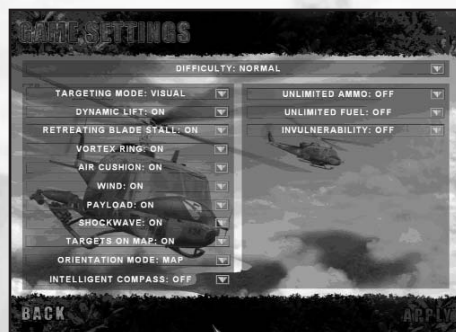 GAME SETTINGS
DIFFICULTY: NORMAL
TARGETING MODE: VISUAL
DYNAMIC LIFT: ON
RETREATING BLADE STALL: ON
VORTEX RING: ON
AIR CUSHION: ON
WIND: ON
PAYLOAD: ON
SHOCKWAVE: ON
TARGETS ON MAP: ON
ORIENTATION MODE: MAP
INTELLIGENT COMPASS: OFF
UNLIMITED AMMO: OFF
UNLIMITED FUEL: OFF
INVULNERABILITY: OFF
BACK
APPLY